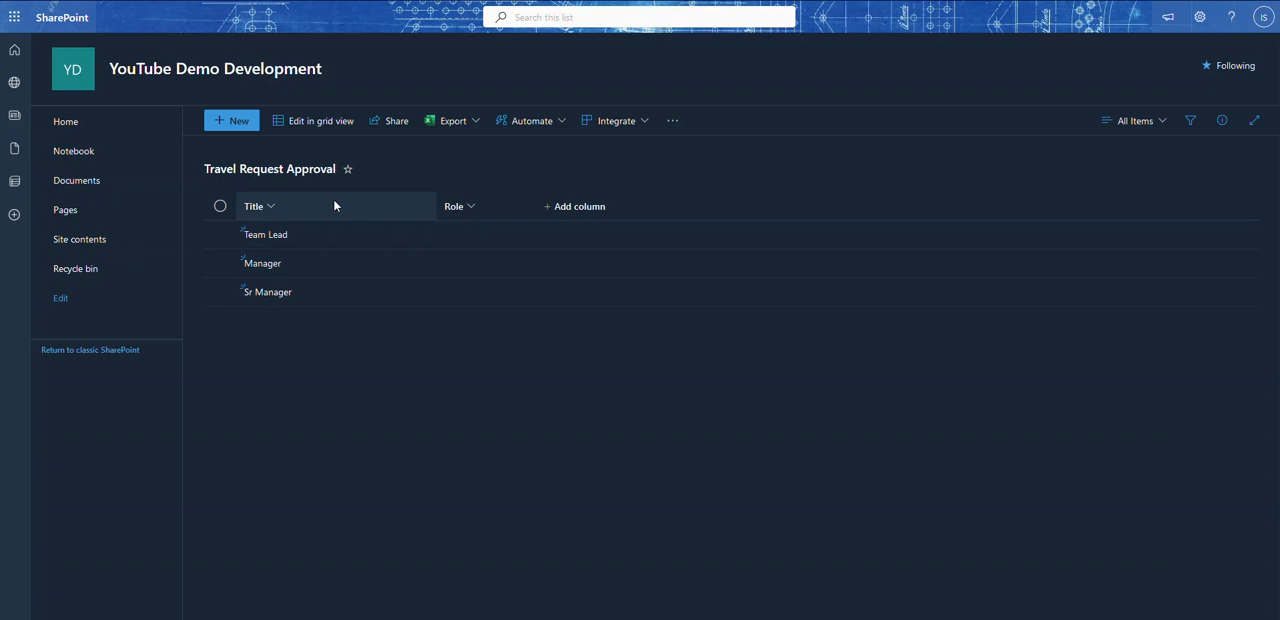 SharePoint
Search this list
IS
YD
YouTube Demo Development
Following
Home
Notebook
Documents
Pages
Site contents
Recycle bin
Edit
Return to classic SharePoint
+ New
Edit in grid view
Share
Export
Automate
Integrate
...
All Items
Travel Request Approval
Title
Role
+ Add column
Team Lead
Manager
Sr Manager